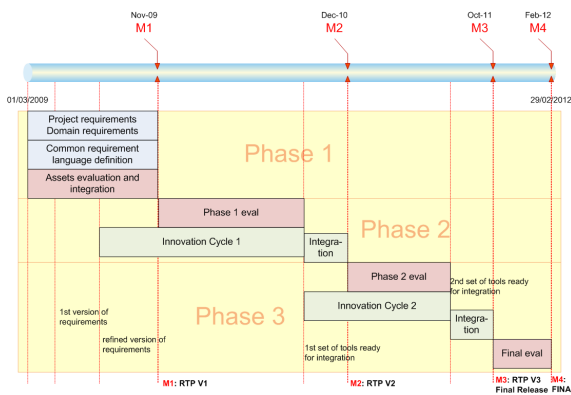 Nov-09
Dec-10
Oct-11
Feb-12
M1
M2
M3
M4
01/03/2009
29/02/2012
Project requirements
Domain requirements
Common requirement
language definition
Assets evaluation and
integration
Phase 1
Phase 1 eval
Innovation Cycle 1
Integra-
tion
Phase 2
Phase 2 eval
2nd set of tools ready
for integration
Innovation Cycle 2
Integra-
tion
Phase 3
1st version of
requirements
refined version of
requirements
1st set of tools ready
for integration
Final eval
M1: RTP V1
M2: RTP V2
M3: RTP V3
Final Release
M4:
FINA